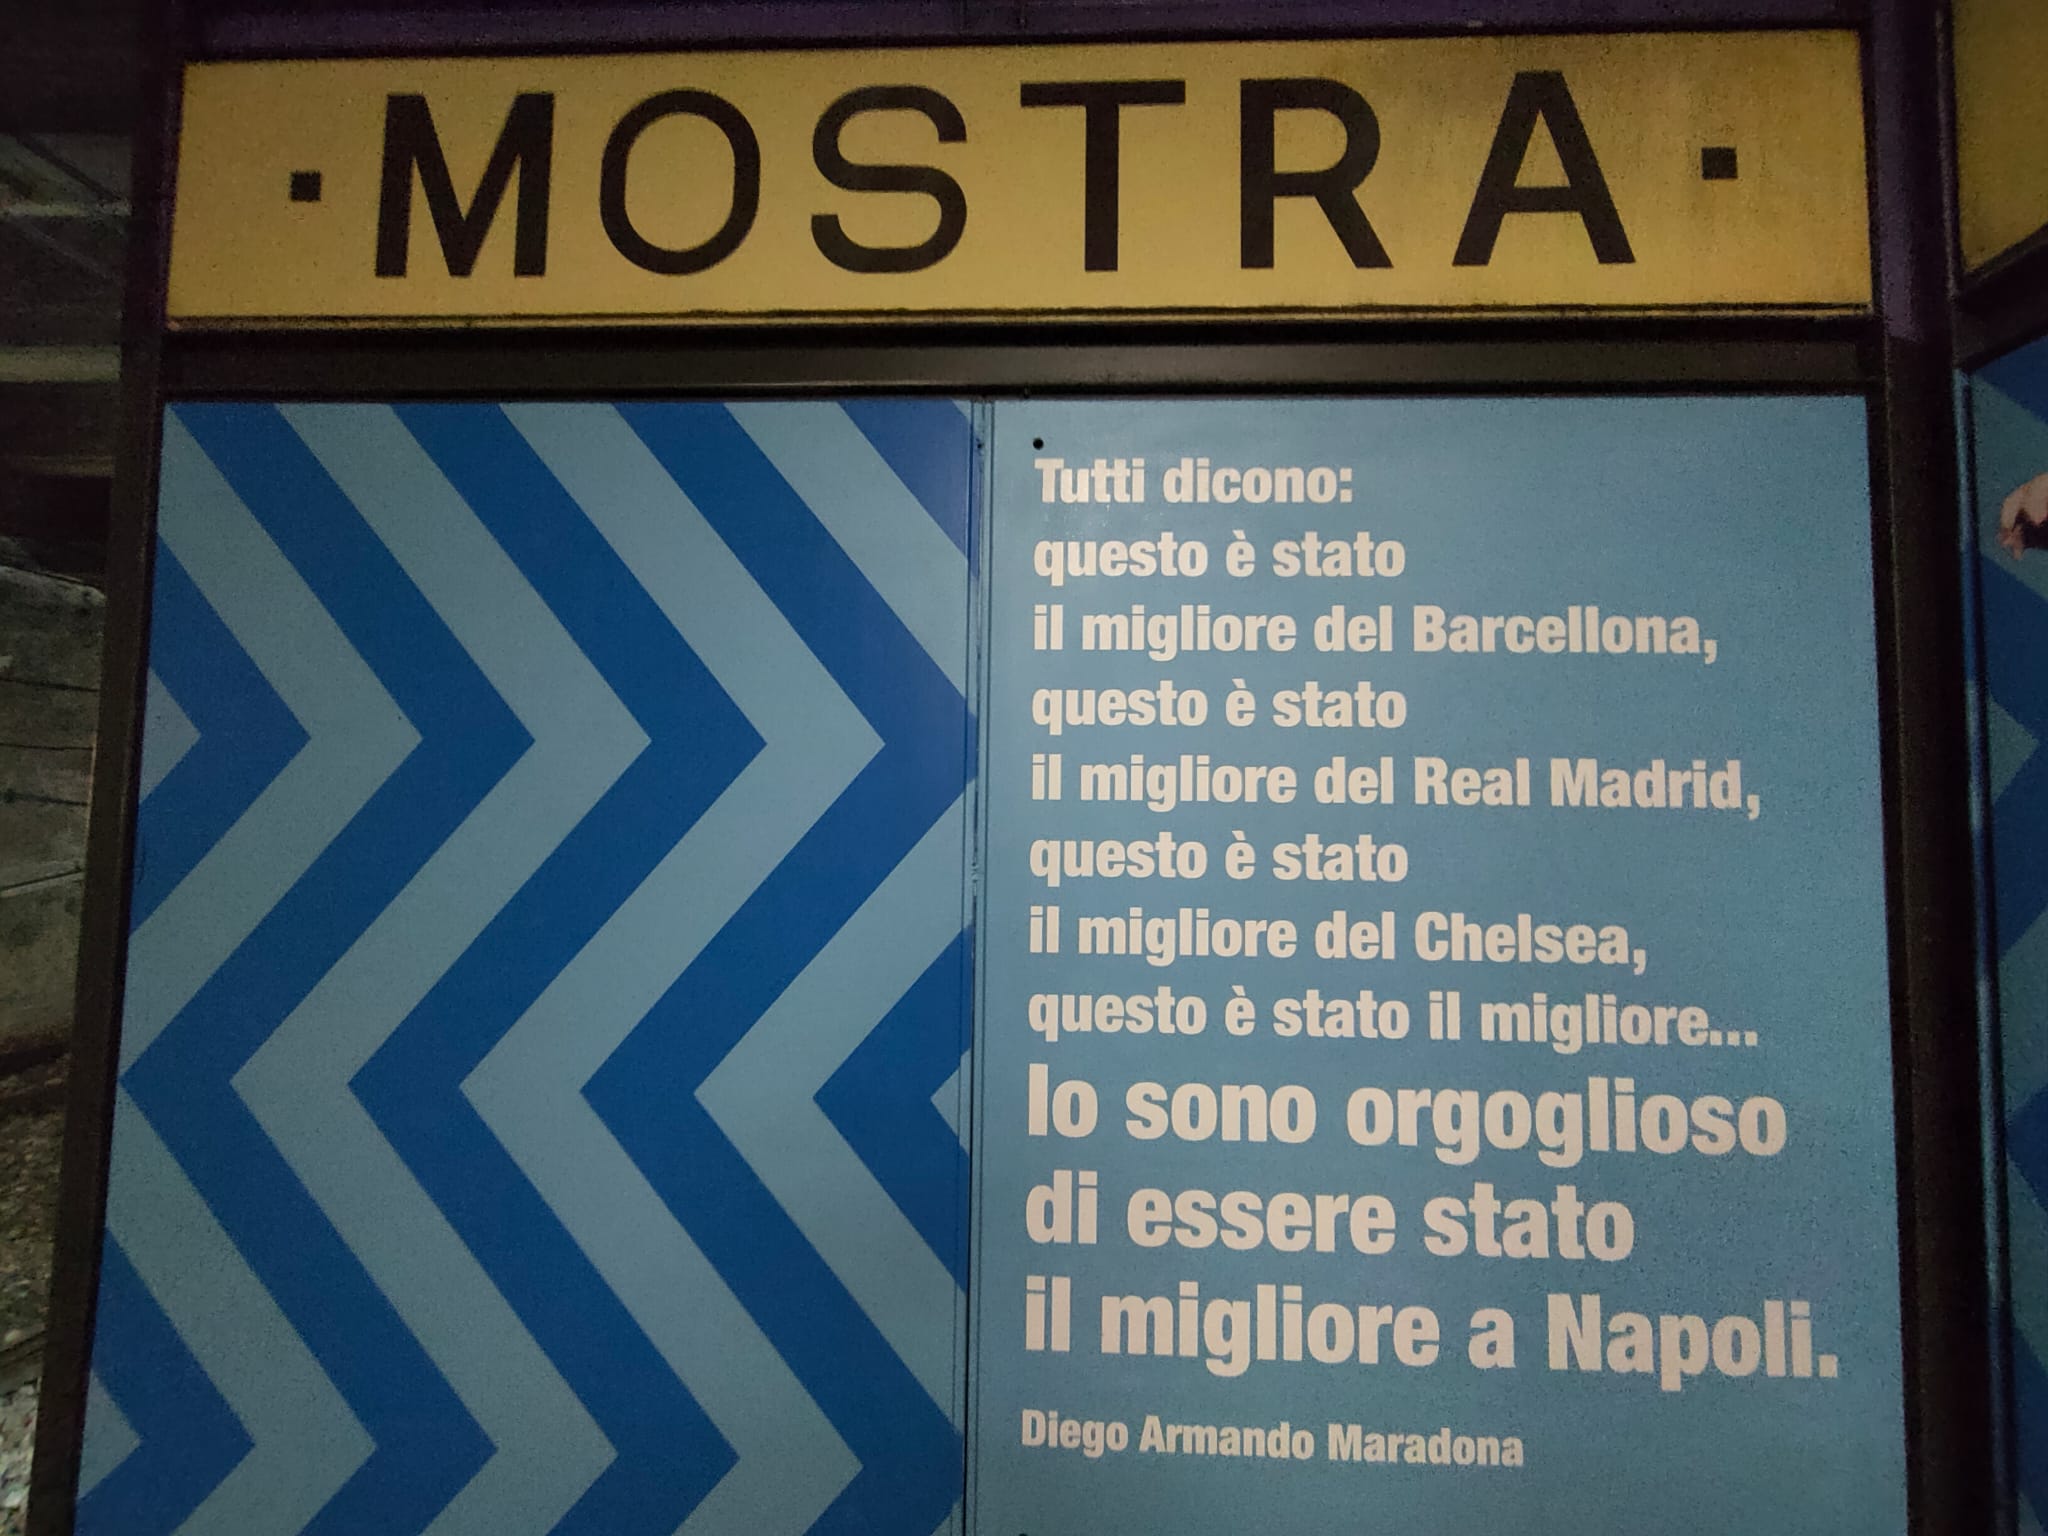 · MOSTRA ·
Tutti dicono:
questo è stato
il migliore del Barcellona,
questo è stato
il migliore del Real Madrid,
questo è stato
il migliore del Chelsea,
questo è stato il migliore...
Io sono orgoglioso
di essere stato
il migliore a Napoli.
Diego Armando Maradona